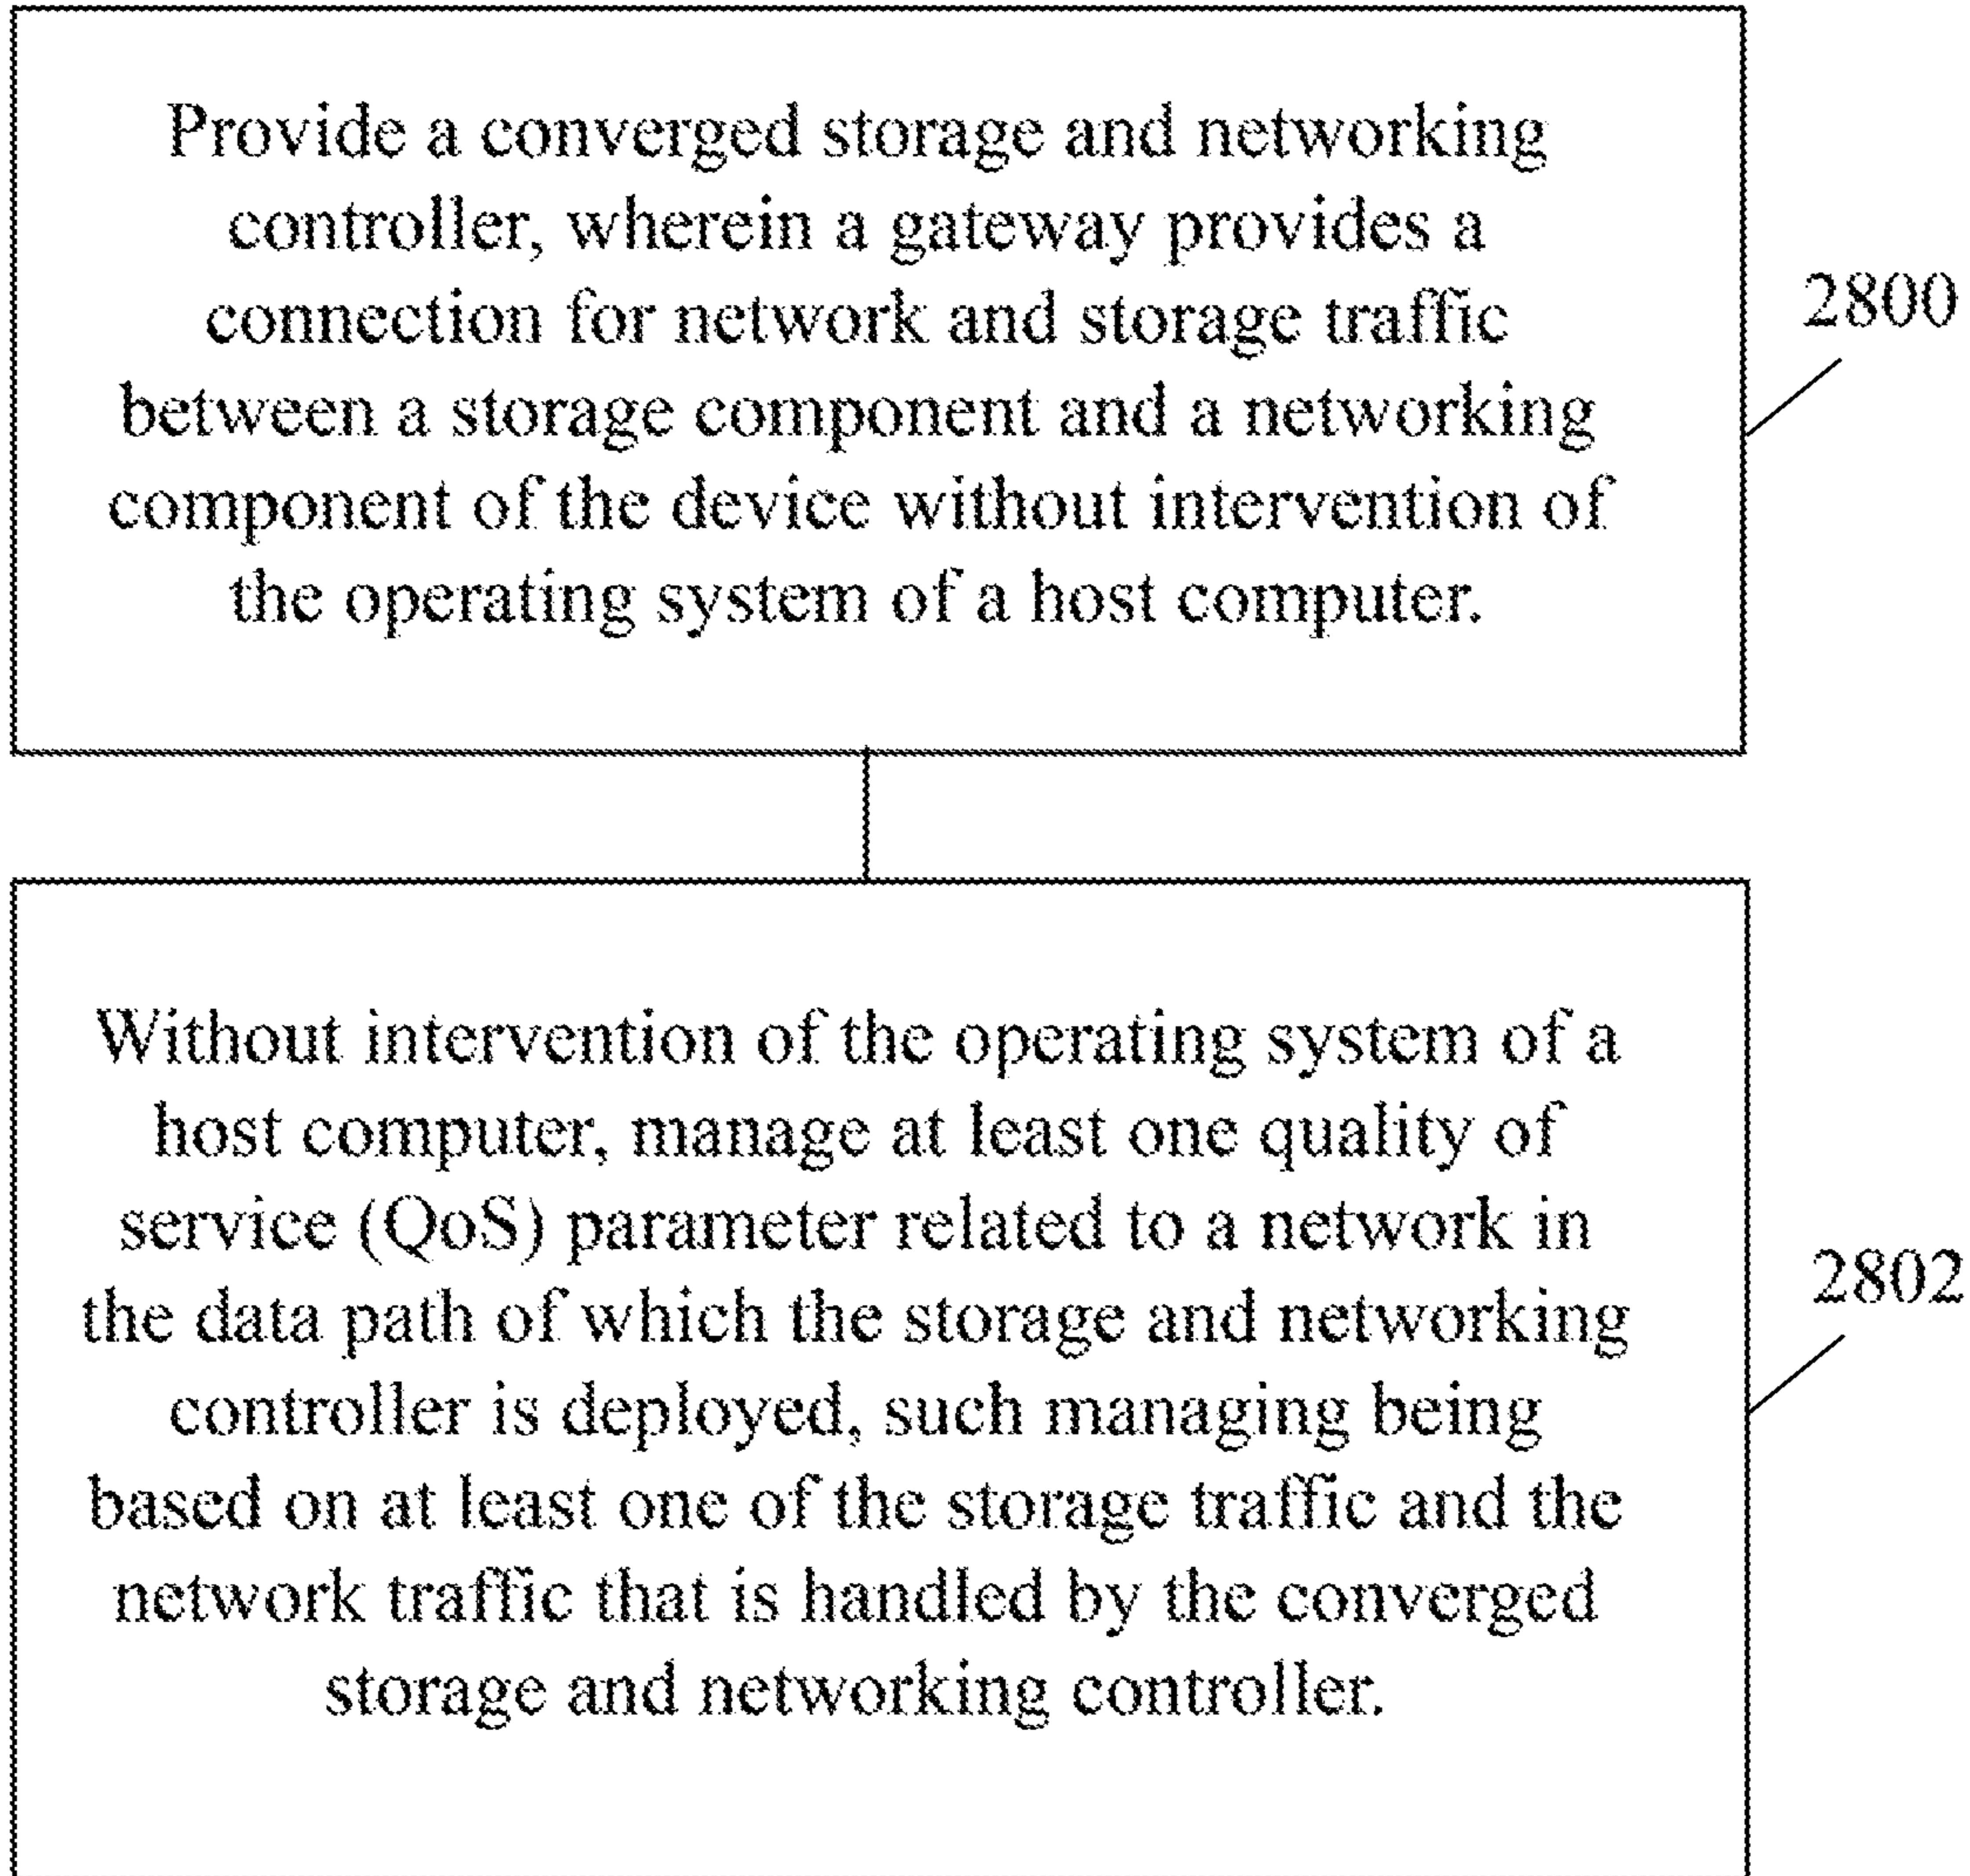 Provide a converged storage and networking
controller, wherein a gateway provides a
connection for network and storage traffic
between a storage component and a networking
component of the device without intervention of
the operating system of a host computer.
2800
Without intervention of the operating system of a
host computer, manage at least one quality of
service (QoS) parameter related to a network in
the data path of which the storage and networking
controller is deployed, such managing being
based on at least one of the storage traffic and the
network traffic that is handled by the converged
storage and networking controller.
2802